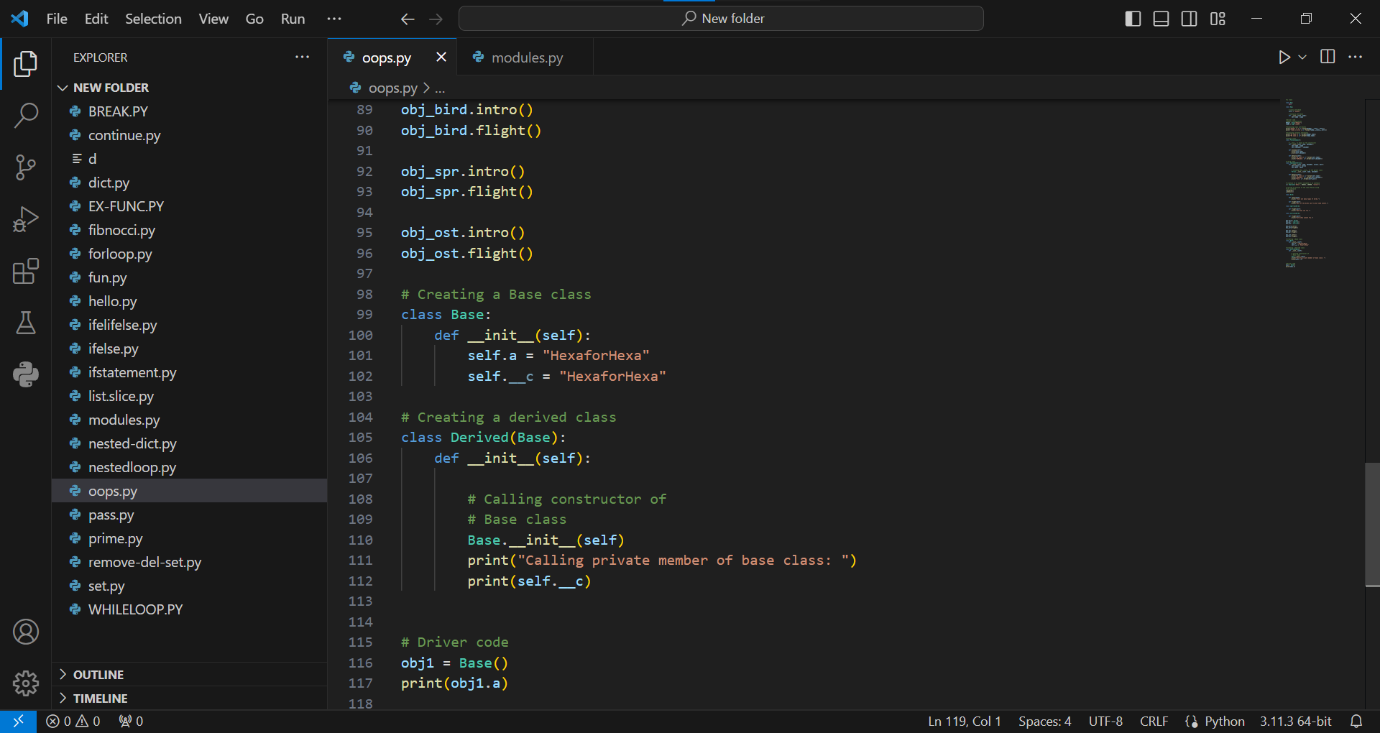 File Edit Selection View Go Run ··· New folder
EXPLORER ···
NEW FOLDER
BREAK.PY
continue.py
d
dict.py
EX-FUNC.PY
fibnocci.py
forloop.py
fun.py
hello.py
ifelifelse.py
ifelse.py
ifstatement.py
list.slice.py
modules.py
nested-dict.py
nestedloop.py
oops.py
pass.py
prime.py
remove-del-set.py
set.py
WHILELOOP.PY
OUTLINE
TIMELINE
oops.py modules.py
oops.py > ...
89 obj_bird.intro()
90 obj_bird.flight()
91
92 obj_spr.intro()
93 obj_spr.flight()
94
95 obj_ost.intro()
96 obj_ost.flight()
97
98 # Creating a Base class
99 class Base:
100     def __init__(self):
101         self.a = "HexaforHexa"
102         self.__c = "HexaforHexa"
103
104 # Creating a derived class
105 class Derived(Base):
106     def __init__(self):
107
108         # Calling constructor of
109         # Base class
110         Base.__init__(self)
111         print("Calling private member of base class: ")
112         print(self.__c)
113
114
115 # Driver code
116 obj1 = Base()
117 print(obj1.a)
118
0 0 0 Ln 119, Col 1 Spaces: 4 UTF-8 CRLF Python 3.11.3 64-bit